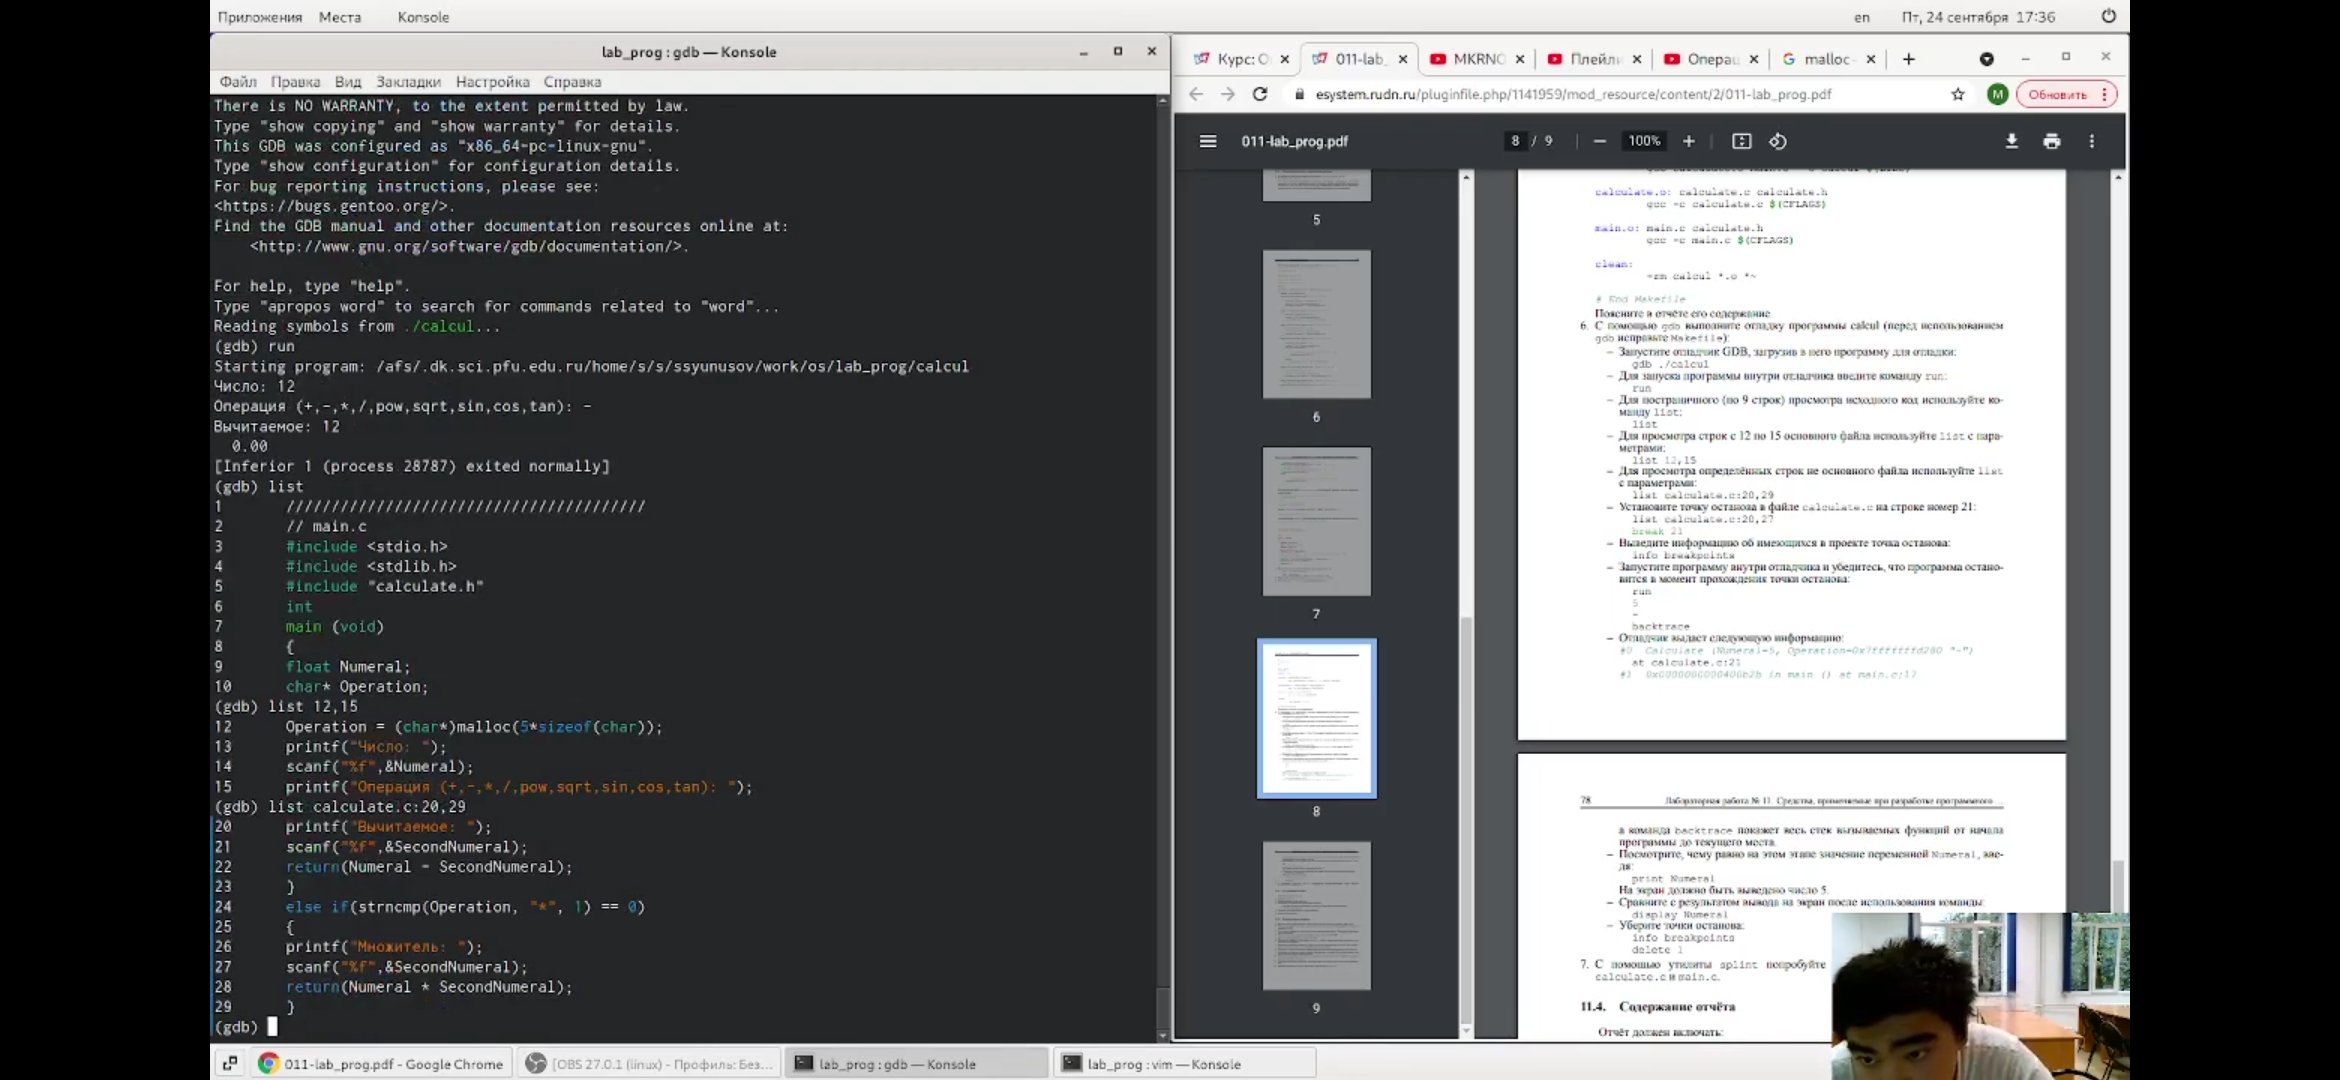 Приложения Места Konsole en Пт, 24 сентября 17:36
lab_prog : gdb — Konsole
Файл Правка Вид Закладки Настройка Справка
There is NO WARRANTY, to the extent permitted by law.
Type "show copying" and "show warranty" for details.
This GDB was configured as "x86_64-pc-linux-gnu".
Type "show configuration" for configuration details.
For bug reporting instructions, please see:
<https://bugs.gentoo.org/>.
Find the GDB manual and other documentation resources online at:
<http://www.gnu.org/software/gdb/documentation/>.
For help, type "help".
Type "apropos word" to search for commands related to "word"...
Reading symbols from ./calcul...
(gdb) run
Starting program: /afs/.dk.sci.pfu.edu.ru/home/s/s/ssyunusov/work/os/lab_prog/calcul
Число: 12
Операция (+,-,*,/,pow,sqrt,sin,cos,tan): -
Вычитаемое: 12
0.00
[Inferior 1 (process 28787) exited normally]
(gdb) list
1 ////////////////////////////////////////
2 // main.c
3 #include <stdio.h>
4 #include <stdlib.h>
5 #include "calculate.h"
6 int
7 main (void)
8 {
9 float Numeral;
10 char* Operation;
(gdb) list 12,15
12 Operation = (char*)malloc(5*sizeof(char));
13 printf("Число: ");
14 scanf("%f",&Numeral);
15 printf("Операция (+,-,*,/,pow,sqrt,sin,cos,tan): ");
(gdb) list calculate.c:20,29
20 printf("Вычитаемое: ");
21 scanf("%f",&SecondNumeral);
22 return(Numeral - SecondNumeral);
23 }
24 else if(strncmp(Operation, "*", 1) == 0)
25 {
26 printf("Множитель: ");
27 scanf("%f",&SecondNumeral);
28 return(Numeral * SecondNumeral);
29 }
(gdb)
Курс: О 011-lab_ MKRNC Плейли Операц malloc
esystem.rudn.ru/pluginfile.php/1141959/mod_resource/content/2/011-lab_prog.pdf M Обновить
011-lab_prog.pdf 8 / 9 100%
5
6
7
8
9
calculate.o: calculate.c calculate.h
gcc -c calculate.c $(CFLAGS)
main.o: main.c calculate.h
gcc -c main.c $(CFLAGS)
clean:
-rm calcul *.o *~
# End Makefile
Поясните в отчёте его содержание.
6. С помощью gdb выполните отладку программы calcul (перед использованием
gdb исправьте Makefile):
– Запустите отладчик GDB, загрузив в него программу для отладки:
gdb ./calcul
– Для запуска программы внутри отладчика введите команду run:
run
– Для постраничного (по 9 строк) просмотра исходного код используйте ко-
манду list:
list
– Для просмотра строк с 12 по 15 основного файла используйте list с пара-
метрами:
list 12,15
– Для просмотра определённых строк не основного файла используйте list
с параметрами:
list calculate.c:20,29
– Установите точку останова в файле calculate.c на строке номер 21:
list calculate.c:20,27
break 21
– Выведите информацию об имеющихся в проекте точка останова:
info breakpoints
– Запустите программу внутри отладчика и убедитесь, что программа остано-
вится в момент прохождения точки останова:
run
5
-
backtrace
– Отладчик выдаст следующую информацию:
#0 Calculate (Numeral=5, Operation=0x7fffffffd280 "-")
at calculate.c:21
#1 0x0000000000400b2b in main () at main.c:17
78 Лабораторная работа № 11. Средства, применяемые при разработке программного ...
а команда backtrace покажет весь стек вызываемых функций от начала
программы до текущего места.
– Посмотрите, чему равно на этом этапе значение переменной Numeral, вве-
дя:
print Numeral
На экран должно быть выведено число 5.
– Сравните с результатом вывода на экран после использования команды:
display Numeral
– Уберите точки останова:
info breakpoints
delete 1
7. С помощью утилиты splint попробуйте
calculate.c и main.c.
11.4. Содержание отчёта
Отчёт должен включать:
011-lab_prog.pdf - Google Chrome [OBS 27.0.1 (linux) - Профиль: Без... lab_prog : gdb — Konsole lab_prog : vim — Konsole